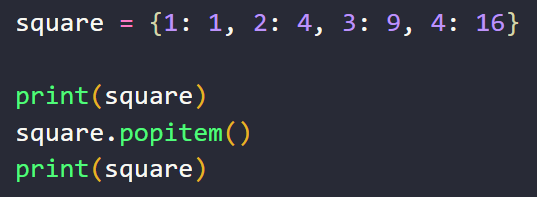 square = {1: 1, 2: 4, 3: 9, 4: 16}
print(square)
square.popitem()
print(square)